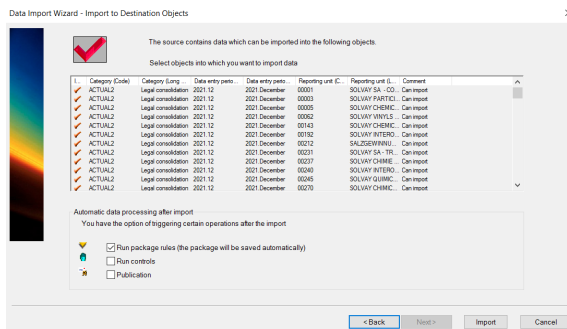 Data Import Wizard - Import to Destination Objects
The source contains data which can be imported into the following objects.
Select objects into which you want to import data
I... Category (Code) Category (Long ... Data entry perio... Data entry perio... Reporting unit (C... Reporting unit (L... Comment
ACTUAL2 Legal consolidation 2021.12 2021.December 00001 SOLVAY SA - CO... Can import
ACTUAL2 Legal consolidation 2021.12 2021.December 00003 SOLVAY PARTICI... Can import
ACTUAL2 Legal consolidation 2021.12 2021.December 00005 SOLVAY CHEMIC... Can import
ACTUAL2 Legal consolidation 2021.12 2021.December 00062 SOLVAY VINYLS ... Can import
ACTUAL2 Legal consolidation 2021.12 2021.December 00143 SOLVAY CHEMIC... Can import
ACTUAL2 Legal consolidation 2021.12 2021.December 00192 SOLVAY INTERO... Can import
ACTUAL2 Legal consolidation 2021.12 2021.December 00212 SALZGEWINNU... Can import
ACTUAL2 Legal consolidation 2021.12 2021.December 00231 SOLVAY SA - TR... Can import
ACTUAL2 Legal consolidation 2021.12 2021.December 00237 SOLVAY CHIMIE ... Can import
ACTUAL2 Legal consolidation 2021.12 2021.December 00240 SOLVAY INTERO... Can import
ACTUAL2 Legal consolidation 2021.12 2021.December 00245 SOLVAY QUIMIC... Can import
ACTUAL2 Legal consolidation 2021.12 2021.December 00270 SOLVAY CHIMIC... Can import
Automatic data processing after import
You have the option of triggering certain operations after the import
Run package rules (the package will be saved automatically)
Run controls
Publication
< Back Next > Import Cancel